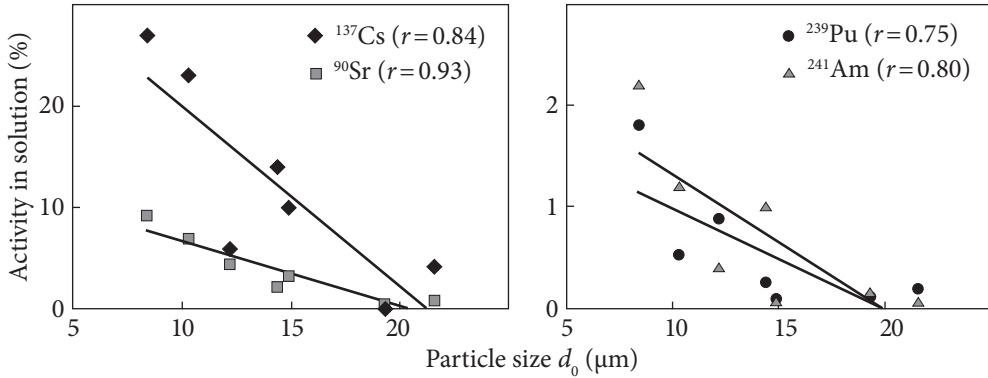 ¹³⁷Cs (r = 0.84)
⁹⁰Sr (r = 0.93)
Activity in solution (%)
20
10
0
5
10
15
20
²³⁹Pu (r = 0.75)
²⁴¹Am (r = 0.80)
2
1
0
5
10
15
20
Particle size d₀ (μm)